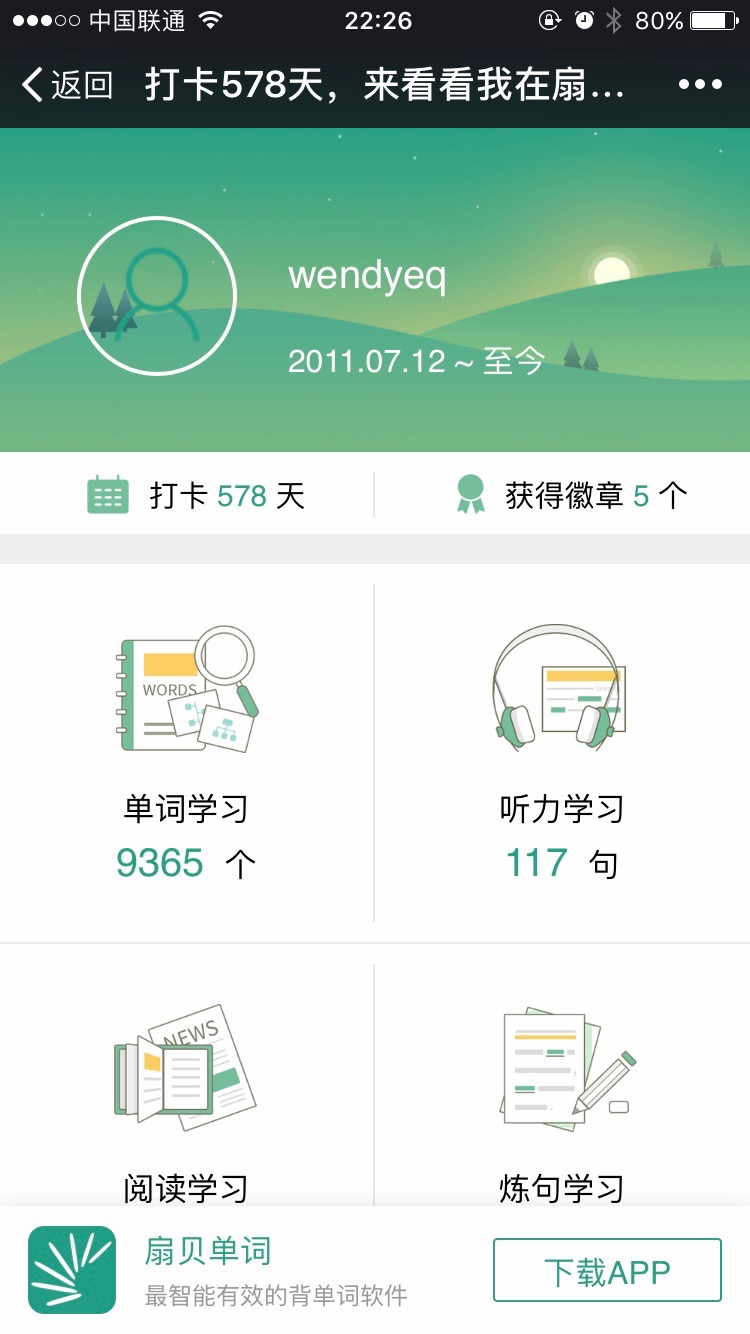 中国联通 22:26 80%
返回 打卡578天，来看看我在扇...
wendyeq
2011.07.12 ~ 至今
打卡 578 天 获得徽章 5 个
WORDS
单词学习 听力学习
9365 个 117 句
NEWS
阅读学习 炼句学习
扇贝单词
最智能有效的背单词软件
下载APP